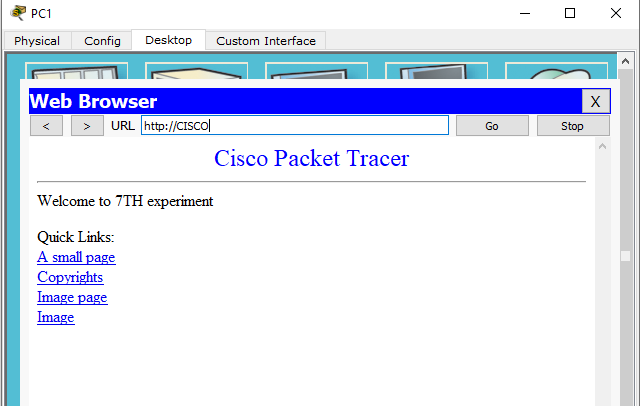 PC1
Physical Config Desktop Custom Interface
Web Browser X
< > URL http://CISCO Go Stop
Cisco Packet Tracer
Welcome to 7TH experiment
Quick Links:
A small page
Copyrights
Image page
Image